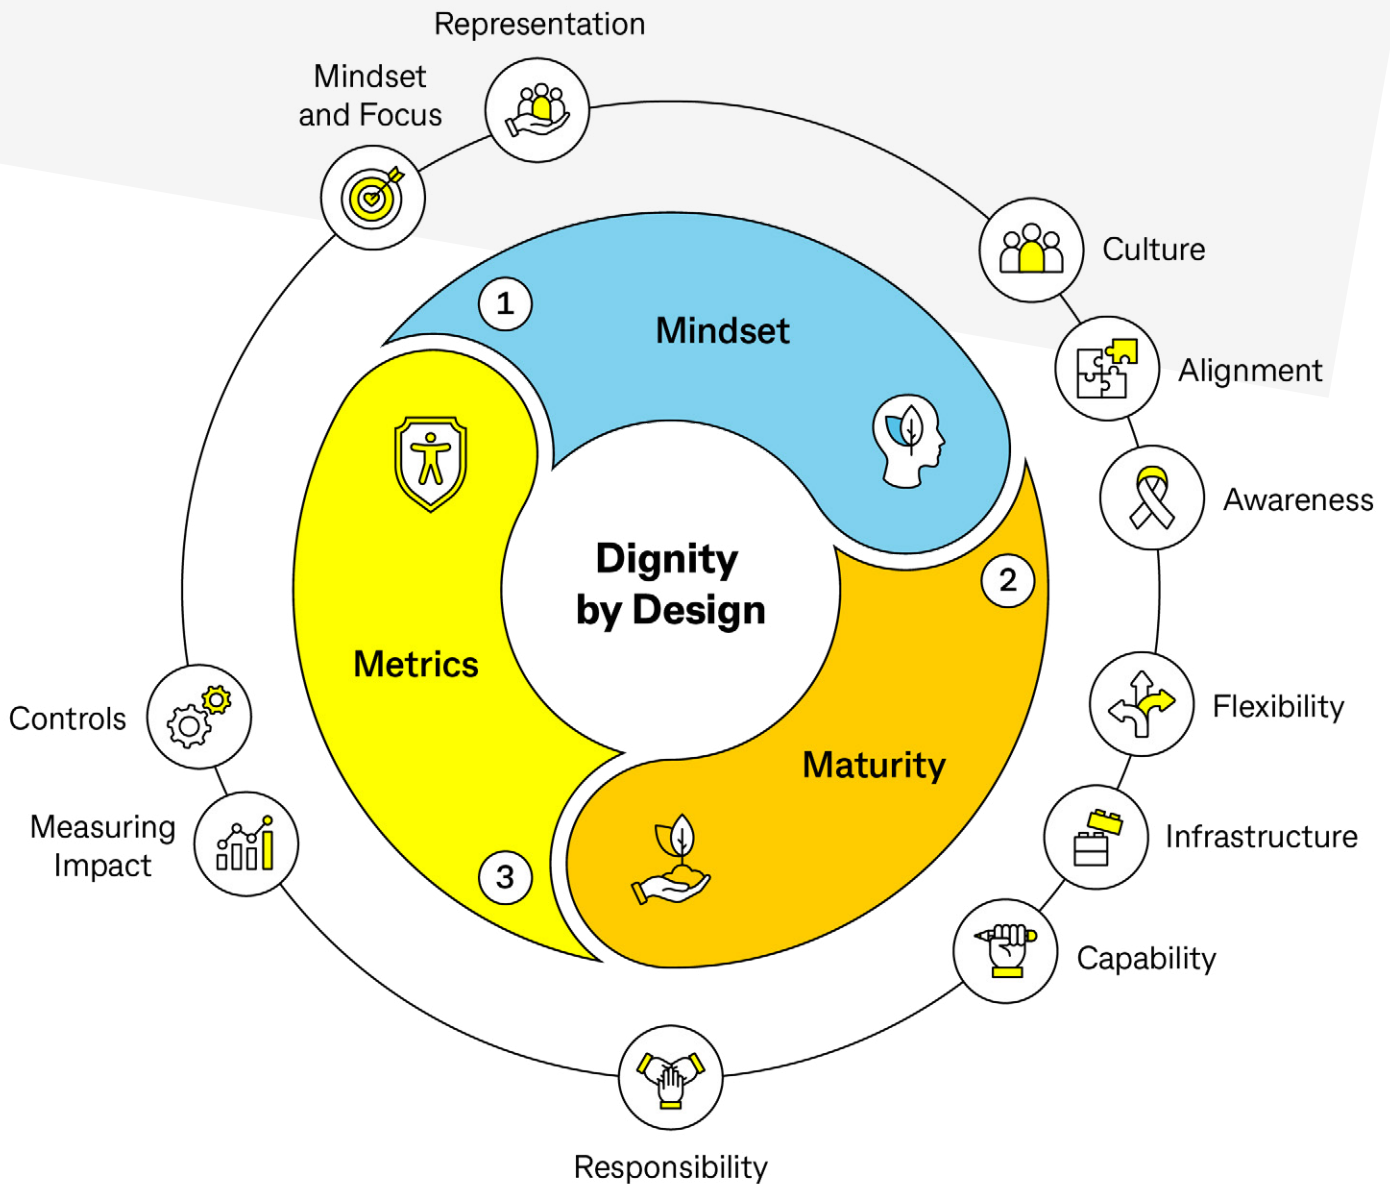 Representation
Mindset
and Focus
Culture
Alignment
Awareness
Flexibility
Infrastructure
Capability
Responsibility
Measuring
Impact
Controls
1
Mindset
2
Maturity
3
Metrics
Dignity
by Design